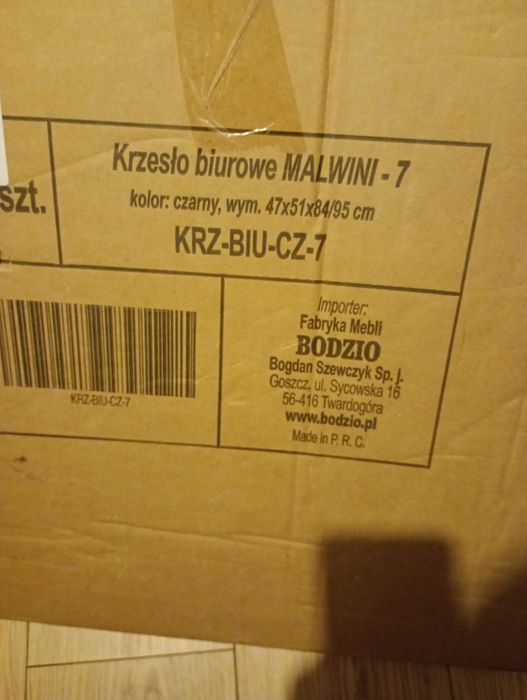 szt.
Krzesło biurowe MALWINI - 7
kolor: czarny, wym. 47x51x84/95 cm
KRZ-BIU-CZ-7
KRZ-BIU-CZ-7
Importer:
Fabryka Mebli
BODZIO
Bogdan Szewczyk Sp. j.
Goszcz, ul. Sycowska 16
56-416 Twardogóra
www.bodzio.pl
Made in P. R. C.